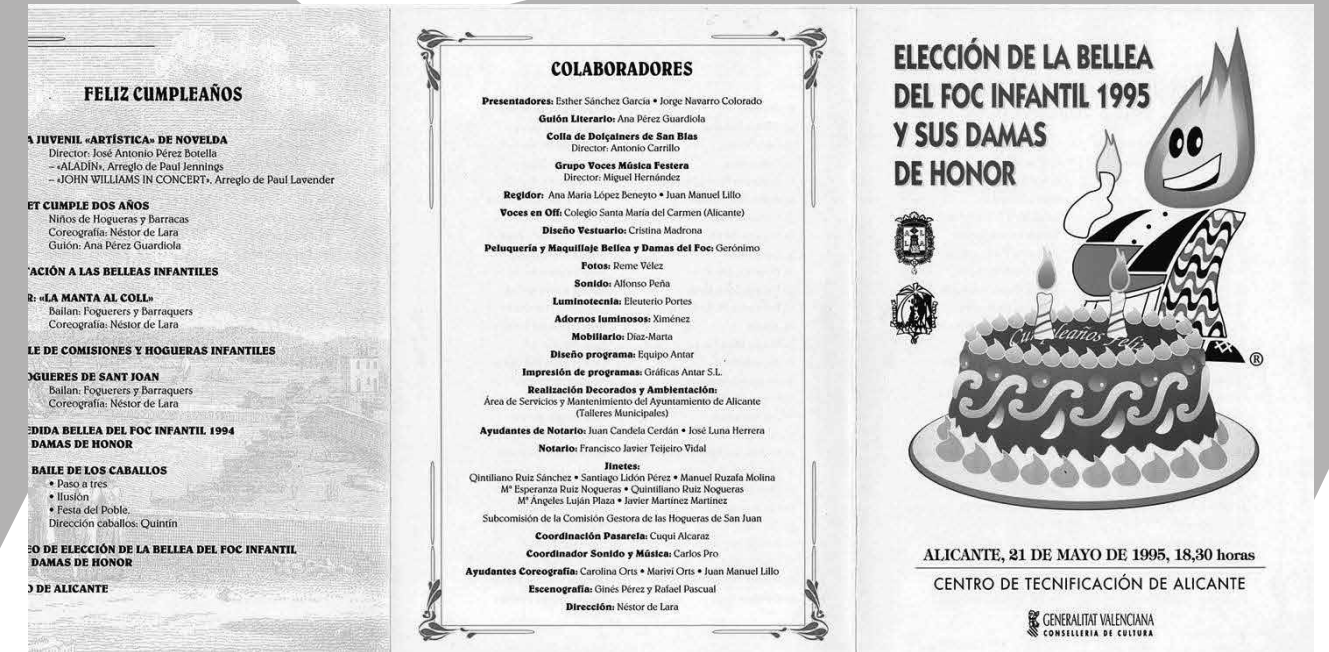 FELIZ CUMPLEAÑOS
A JUVENIL «ARTÍSTICA» DE NOVELDA
Director: José Antonio Pérez Botella
– «ALADÍN», Arreglo de Paul Jennings
– «JOHN WILLIAMS IN CONCERT», Arreglo de Paul Lavender
ET CUMPLE DOS AÑOS
Niños de Hogueras y Barracas
Coreografía: Néstor de Lara
Guión: Ana Pérez Guardiola
TACIÓN A LAS BELLEAS INFANTILES
R: «LA MANTA AL COLL»
Bailan: Foguerers y Barraquers
Coreografía: Néstor de Lara
LE DE COMISIONES Y HOGUERAS INFANTILES
OGUERES DE SANT JOAN
Bailan: Foguerers y Barraquers
Coreografía: Néstor de Lara
EDIDA BELLEA DEL FOC INFANTIL 1994
DAMAS DE HONOR
BAILE DE LOS CABALLOS
• Paso a tres
• Ilusión
• Festa del Poble.
Dirección caballos: Quintín
EO DE ELECCIÓN DE LA BELLEA DEL FOC INFANTIL
DAMAS DE HONOR
O DE ALICANTE
COLABORADORES
Presentadores: Esther Sánchez García • Jorge Navarro Colorado
Guión Literario: Ana Pérez Guardiola
Colla de Dolçainers de San Blas
Director: Antonio Carrillo
Grupo Voces Música Festera
Director: Miguel Hernández
Regidor: Ana Maria López Beneyto • Juan Manuel Lillo
Voces en Off: Colegio Santa María del Carmen (Alicante)
Diseño Vestuario: Cristina Madrona
Peluquería y Maquillaje Bellea y Damas del Foc: Gerónimo
Fotos: Reme Vélez
Sonido: Alfonso Peña
Luminotecnia: Eleuterio Portes
Adornos luminosos: Ximénez
Mobiliario: Díaz-Marta
Diseño programa: Equipo Antar
Impresión de programas: Gráficas Antar S.L.
Realización Decorados y Ambientación:
Área de Servicios y Mantenimiento del Ayuntamiento de Alicante
(Talleres Municipales)
Ayudantes de Notario: Juan Candela Cerdán • José Luna Herrera
Notario: Francisco Javier Teijeiro Vidal
Jinetes:
Qintiliano Ruiz Sánchez • Santiago Lidón Pérez • Manuel Ruzafa Molina
Mª Esperanza Ruiz Nogueras • Quintiliano Ruiz Nogueras
Mª Ángeles Luján Plaza • Javier Martínez Martínez
Subcomisión de la Comisión Gestora de las Hogueras de San Juan
Coordinación Pasarela: Cuqui Alcaraz
Coordinador Sonido y Música: Carlos Pro
Ayudantes Coreografía: Carolina Orts • Mariví Orts • Juan Manuel Lillo
Escenografía: Ginés Pérez y Rafael Pascual
Dirección: Néstor de Lara
ELECCIÓN DE LA BELLEA
DEL FOC INFANTIL 1995
Y SUS DAMAS
DE HONOR
Cumpleaños Feliz
®
ALICANTE, 21 DE MAYO DE 1995, 18,30 horas
CENTRO DE TECNIFICACIÓN DE ALICANTE
GENERALITAT VALENCIANA
CONSELLERIA DE CULTURA